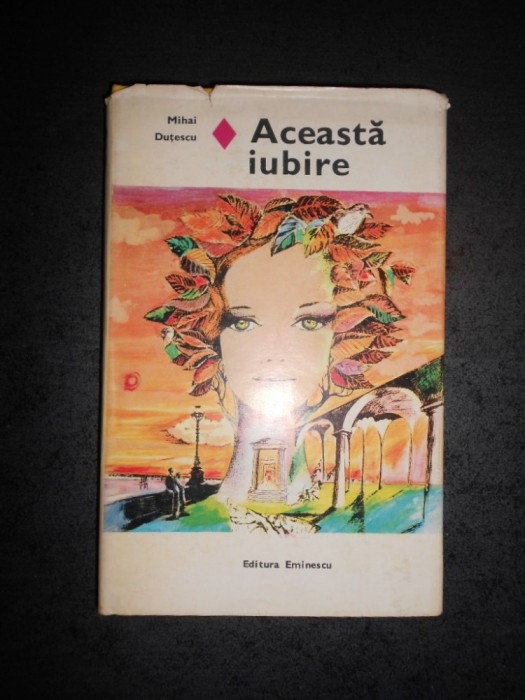 Mihai
Duțescu
Această
iubire
Editura Eminescu